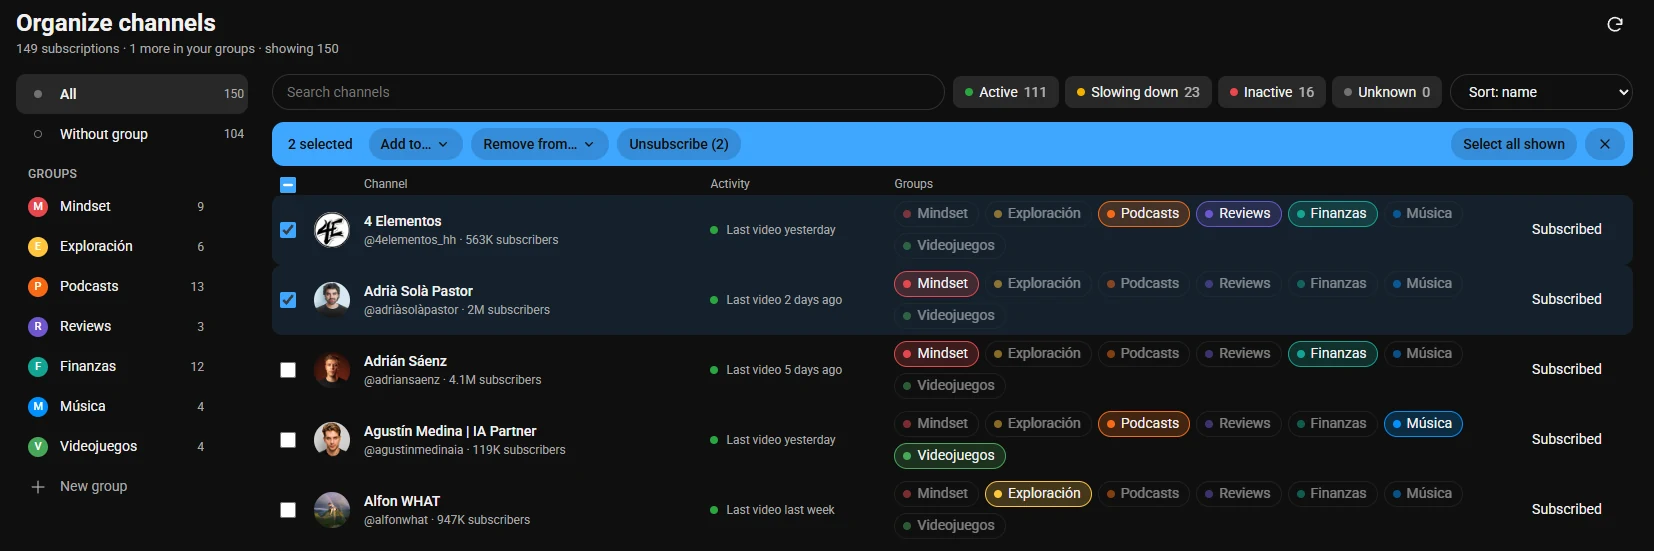 Organize channels
149 subscriptions · 1 more in your groups · showing 150
All 150
Without group 104
GROUPS
M Mindset 9
E Exploración 6
P Podcasts 13
R Reviews 3
F Finanzas 12
M Música 4
V Videojuegos 4
+ New group
Search channels
Active 111 Slowing down 23 Inactive 16 Unknown 0 Sort: name
2 selected Add to... Remove from... Unsubscribe (2) Select all shown ×
Channel Activity Groups
4 Elementos
@4elementos_hh · 563K subscribers
Last video yesterday
Mindset Exploración Podcasts Reviews Finanzas Música
Videojuegos
Subscribed
Adrià Solà Pastor
@adriàsolàpastor · 2M subscribers
Last video 2 days ago
Mindset Exploración Podcasts Reviews Finanzas Música
Videojuegos
Subscribed
Adrián Sáenz
@adriansaenz · 4.1M subscribers
Last video 5 days ago
Mindset Exploración Podcasts Reviews Finanzas Música
Videojuegos
Subscribed
Agustín Medina | IA Partner
@agustinmedinaia · 119K subscribers
Last video yesterday
Mindset Exploración Podcasts Reviews Finanzas Música
Videojuegos
Subscribed
Alfon WHAT
@alfonwhat · 947K subscribers
Last video last week
Mindset Exploración Podcasts Reviews Finanzas Música
Videojuegos
Subscribed